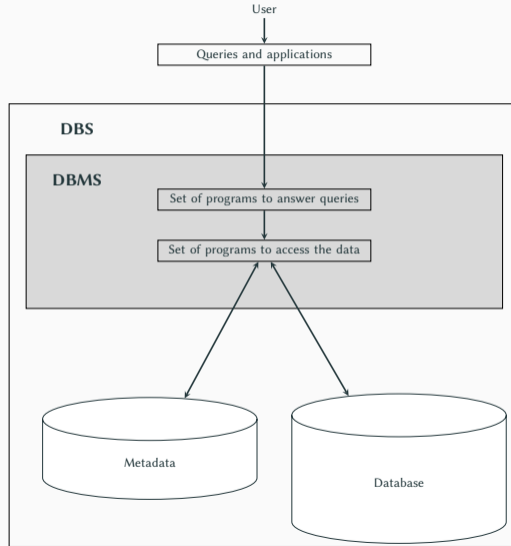 User
Queries and applications
DBS
DBMS
Set of programs to answer queries
Set of programs to access the data
Metadata
Database